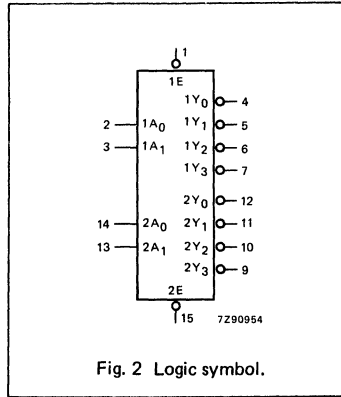 1
1E
1Y₀ 4
2 1A₀ 1Y₁ 5
3 1A₁ 1Y₂ 6
1Y₃ 7
2Y₀ 12
14 2A₀ 2Y₁ 11
13 2A₁ 2Y₂ 10
2Y₃ 9
2E
15 7Z90954
Fig. 2 Logic symbol.